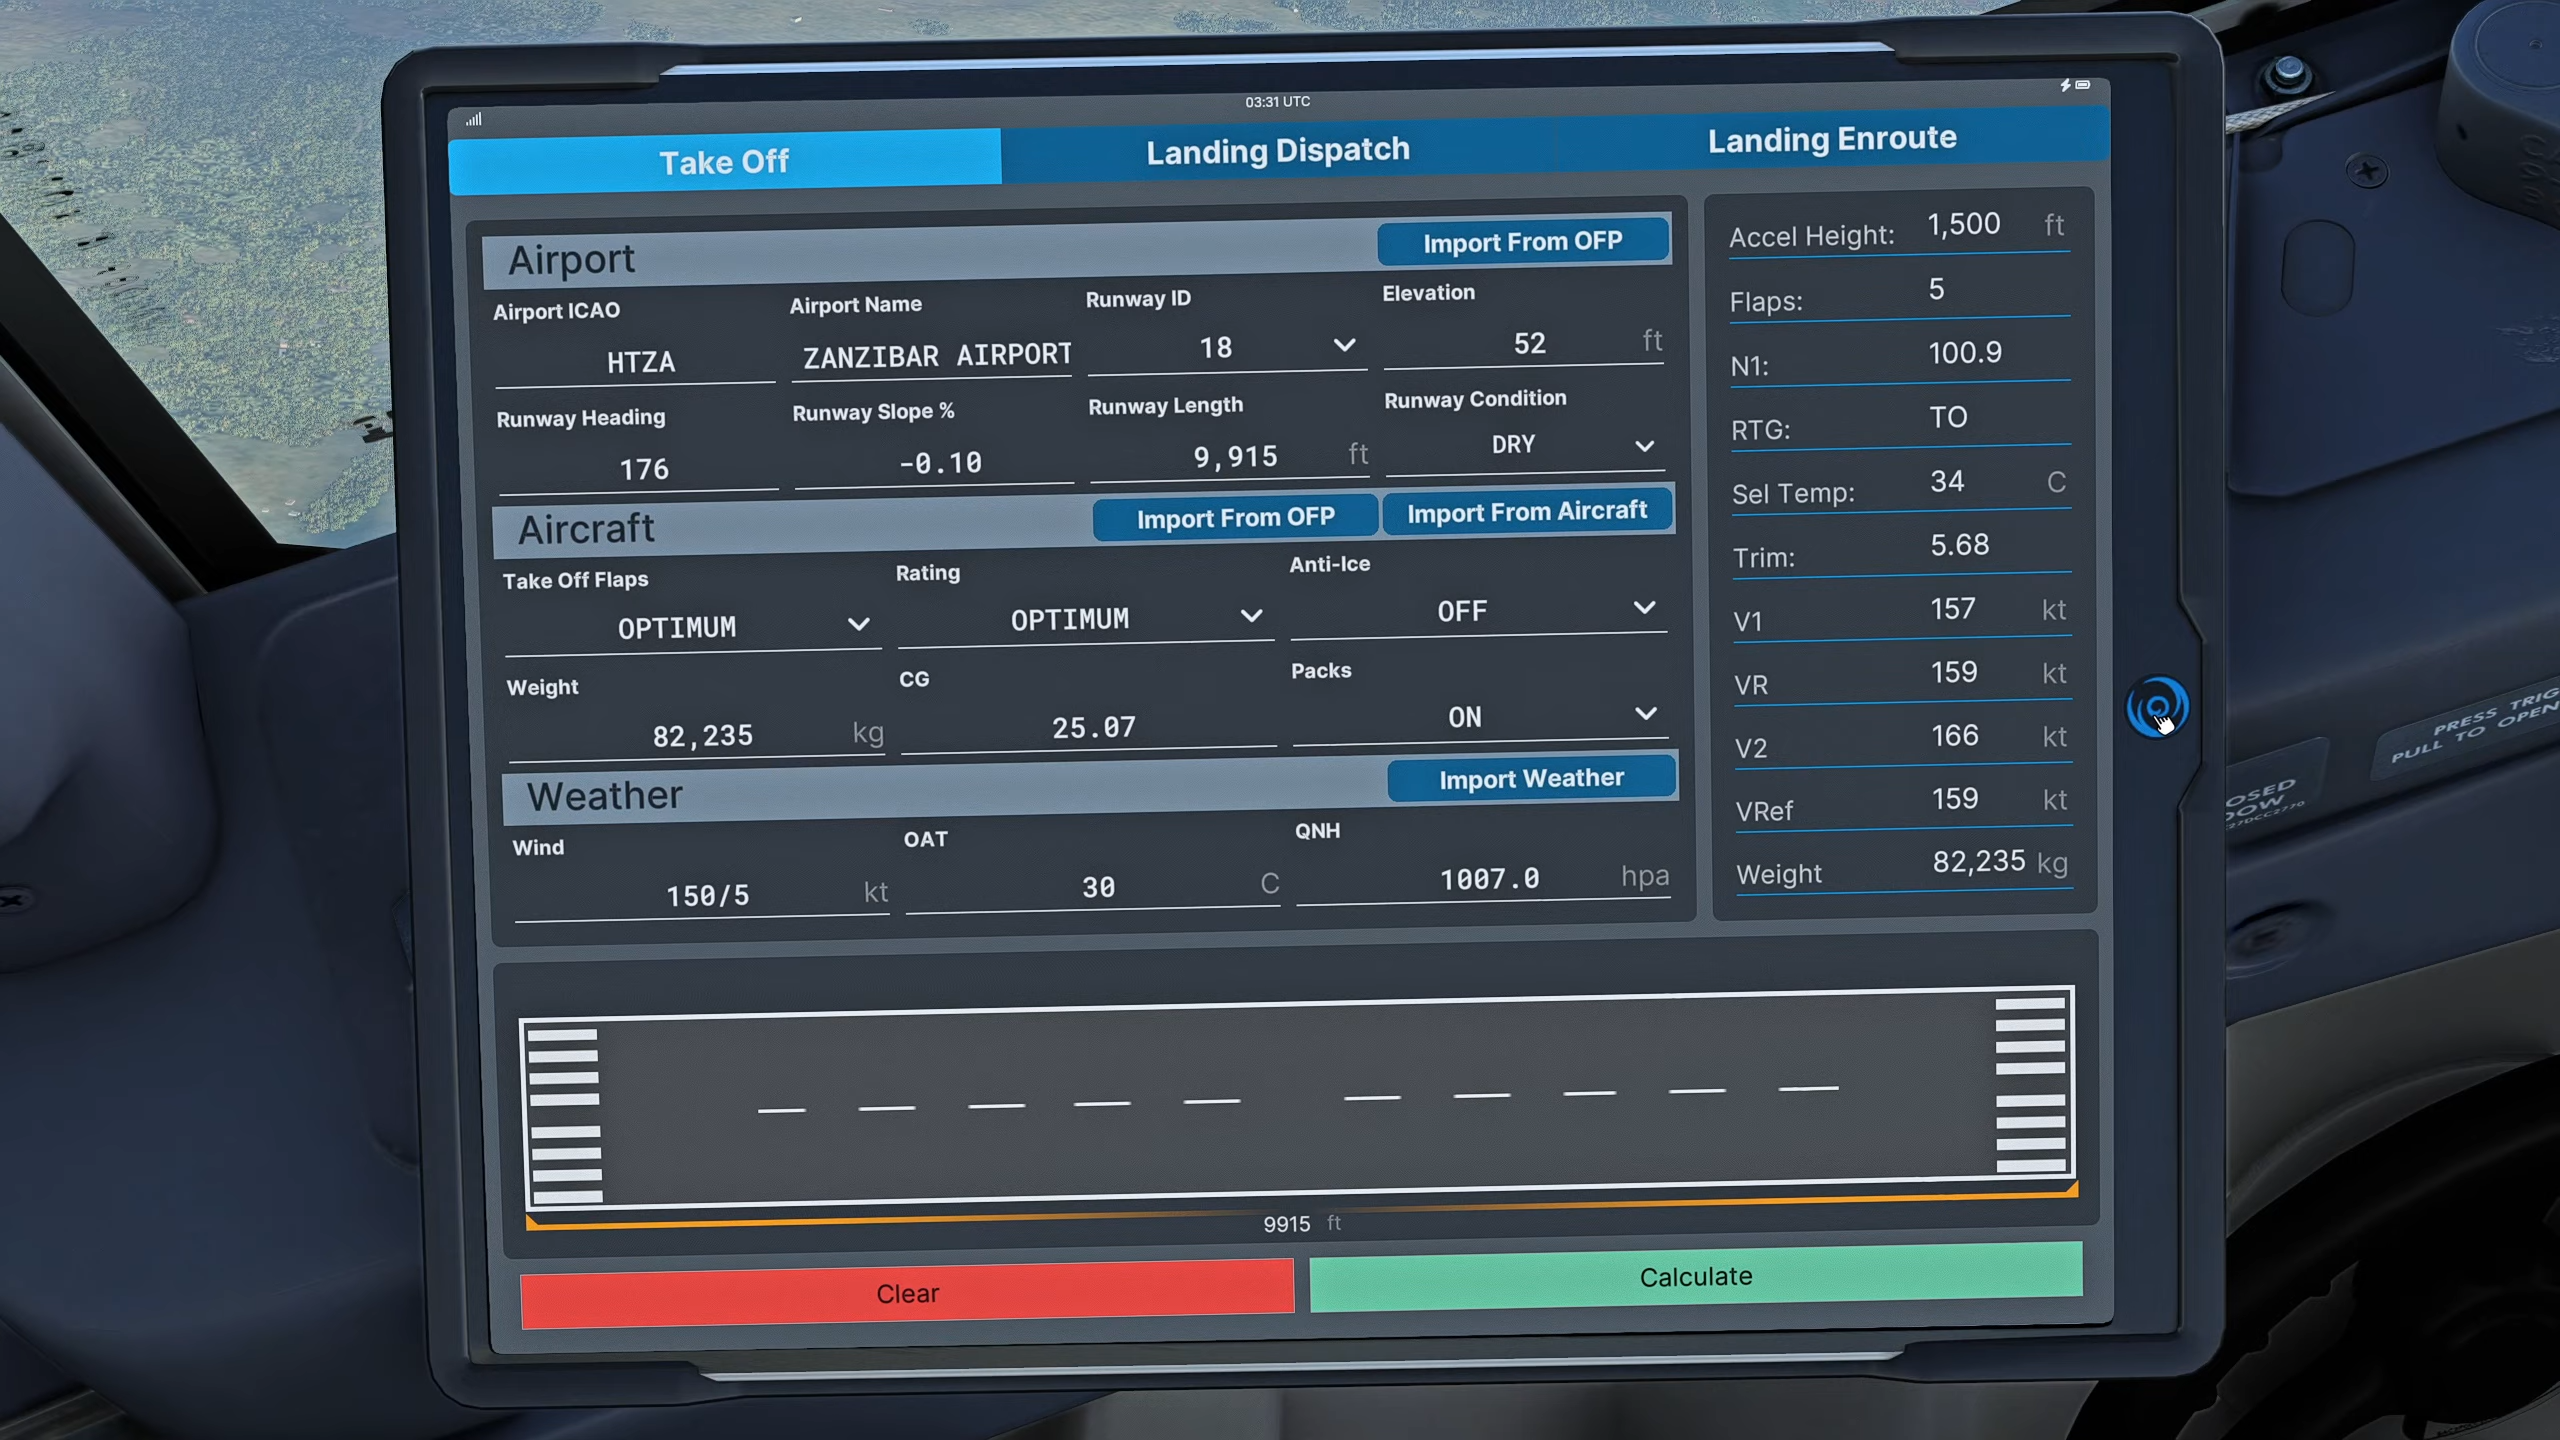 03:31 UTC
Take Off
Landing Dispatch
Landing Enroute
Airport
Import From OFP
Airport ICAO
Airport Name
Runway ID
Elevation
HTZA
ZANZIBAR AIRPORT
18
52 ft
Runway Heading
Runway Slope %
Runway Length
Runway Condition
176
-0.10
9,915 ft
DRY
Aircraft
Import From OFP
Import From Aircraft
Take Off Flaps
Rating
Anti-Ice
OPTIMUM
OPTIMUM
OFF
Weight
CG
Packs
82,235 kg
25.07
ON
Weather
Import Weather
Wind
OAT
QNH
150/5 kt
30 C
1007.0 hpa
Accel Height: 1,500 ft
Flaps: 5
N1: 100.9
RTG: TO
Sel Temp: 34 C
Trim: 5.68
V1 157 kt
VR 159 kt
V2 166 kt
VRef 159 kt
Weight 82,235 kg
9915 ft
Clear
Calculate
PRESS TRIG
PULL TO OPEN
OSED
OW